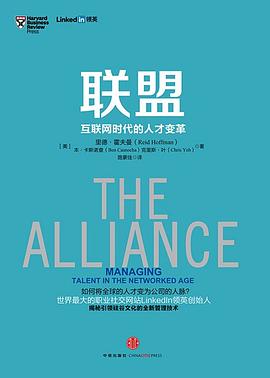 Harvard
Business
Review
Press
LinkedIn 领英
联盟
互联网时代的人才变革
里德·霍夫曼（Reid Hoffman）
［美］ 本·卡斯诺查（Ben Casnocha）克里斯·叶（Chris Yeh） 著
路蒙佳 译
THE
ALLIANCE
MANAGING
TALENT IN THE NETWORKED AGE
如何将全球的人才变为公司的人脉？
世界最大的职业社交网站LinkedIn领英创始人
揭秘引领硅谷文化的全新管理技术
中信出版社·CHINACITICPRESS